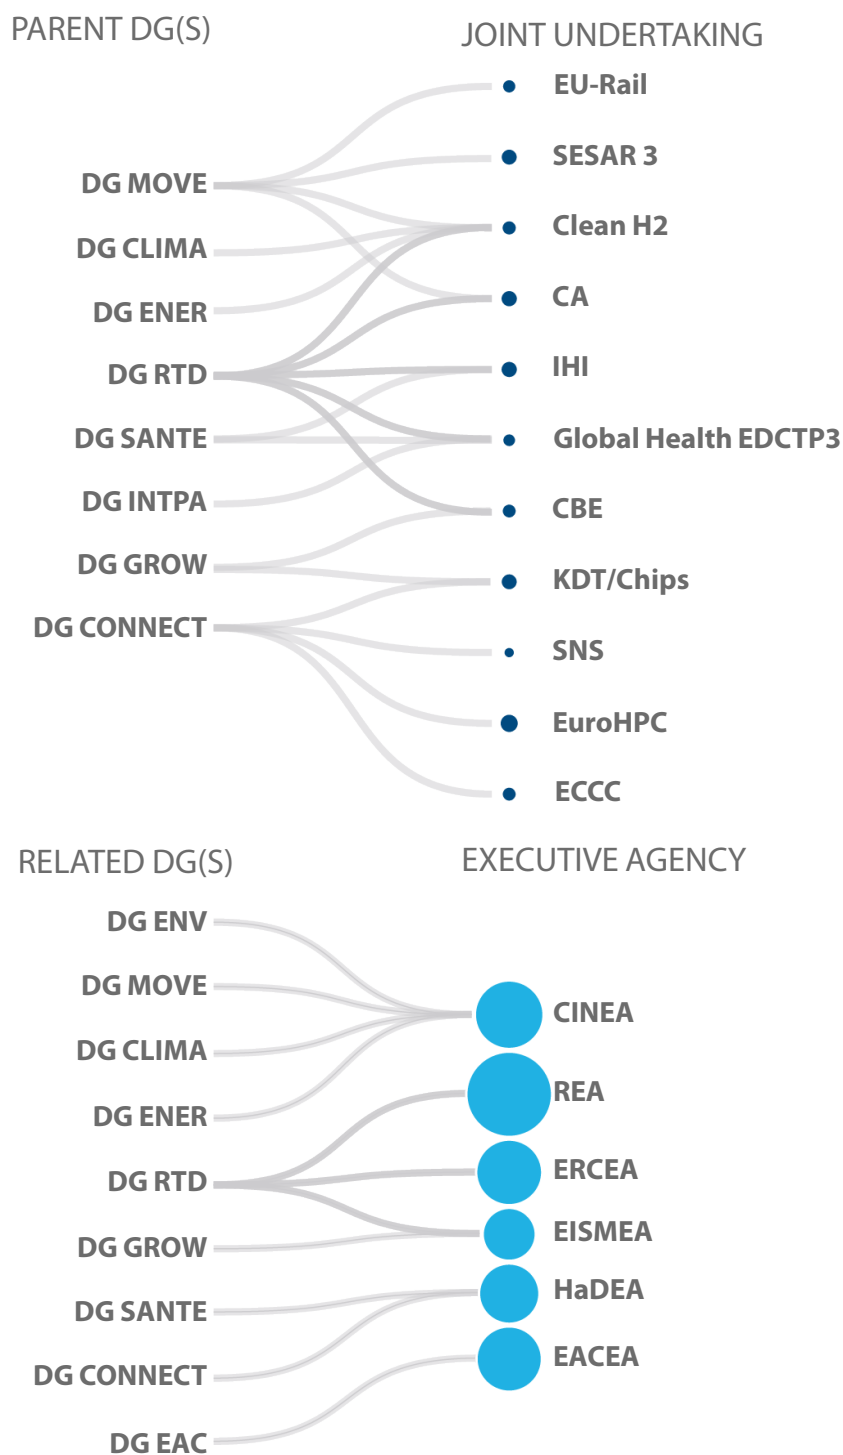 PARENT DG(S)
JOINT UNDERTAKING
EU-Rail
SESAR 3
DG MOVE
Clean H2
DG CLIMA
CA
DG ENER
IHI
DG RTD
Global Health EDCTP3
DG SANTE
DG INTPA
CBE
DG GROW
KDT/Chips
DG CONNECT
SNS
EuroHPC
ECCC
RELATED DG(S)
EXECUTIVE AGENCY
DG ENV
DG MOVE
CINEA
DG CLIMA
REA
DG ENER
ERCEA
DG RTD
EISMEA
DG GROW
HaDEA
DG SANTE
EACEA
DG CONNECT
DG EAC